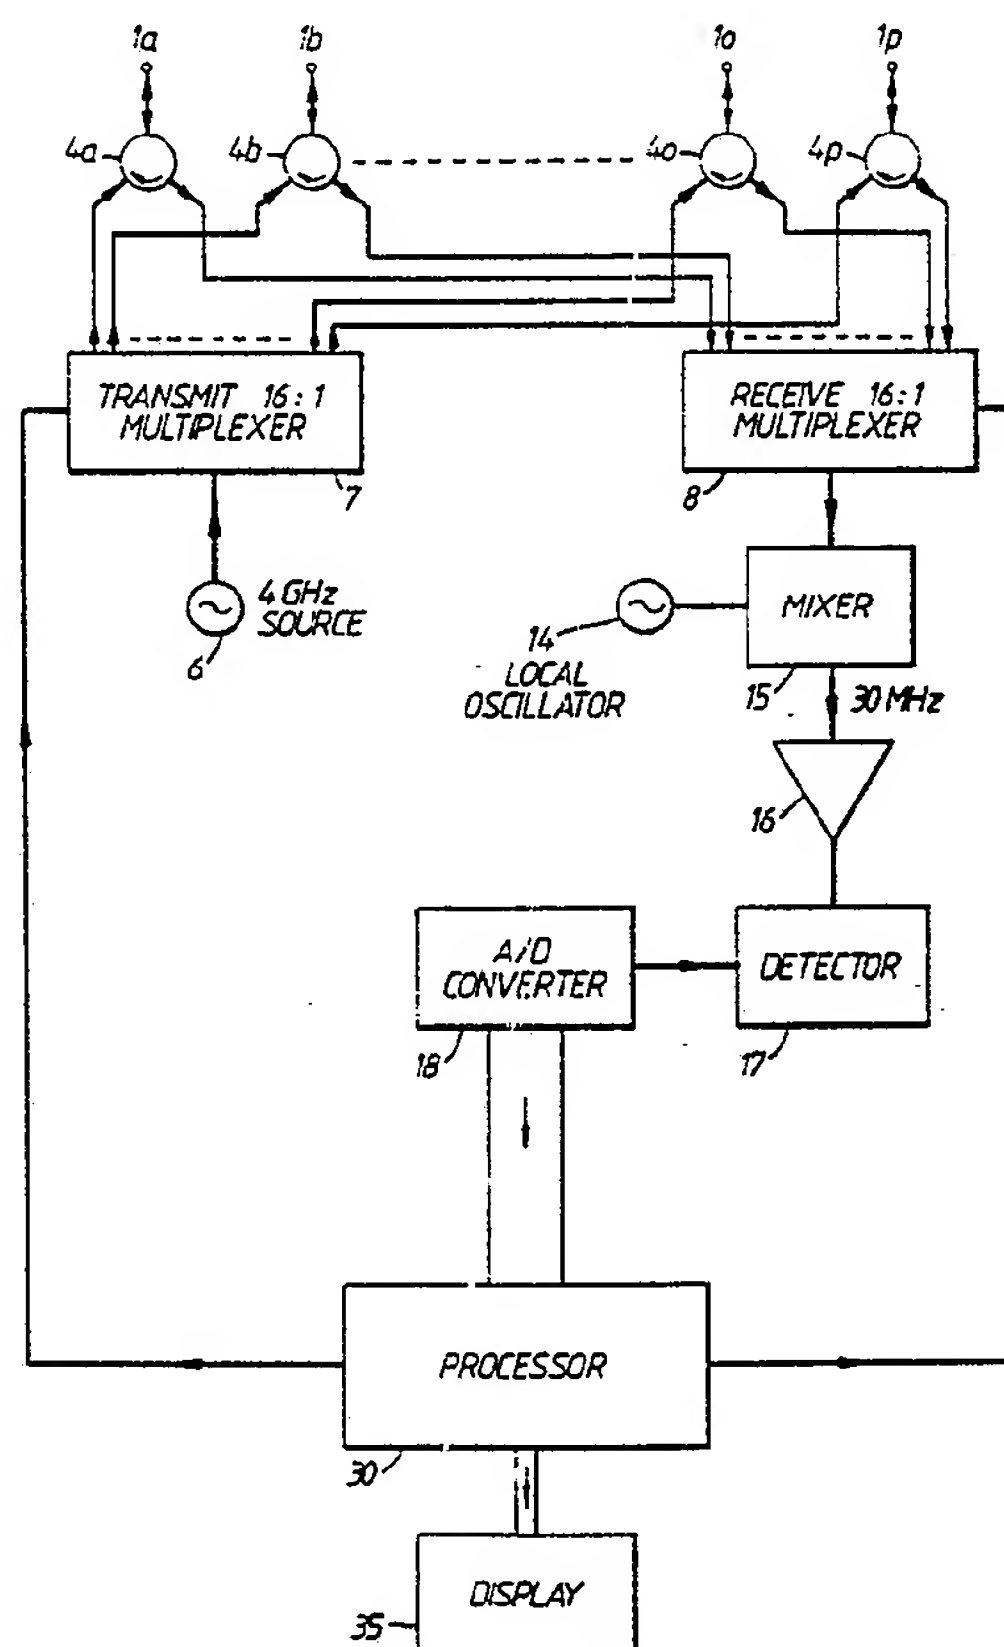 1a 1b 1o 1p
4a 4b 4o 4p
TRANSMIT 16:1
MULTIPLEXER
7
RECEIVE 16:1
MULTIPLEXER
8
4 GHz
SOURCE
6
14
LOCAL
OSCILLATOR
MIXER
15
30 MHz
16
A/D
CONVERTER
18
DETECTOR
17
PROCESSOR
30
DISPLAY
35